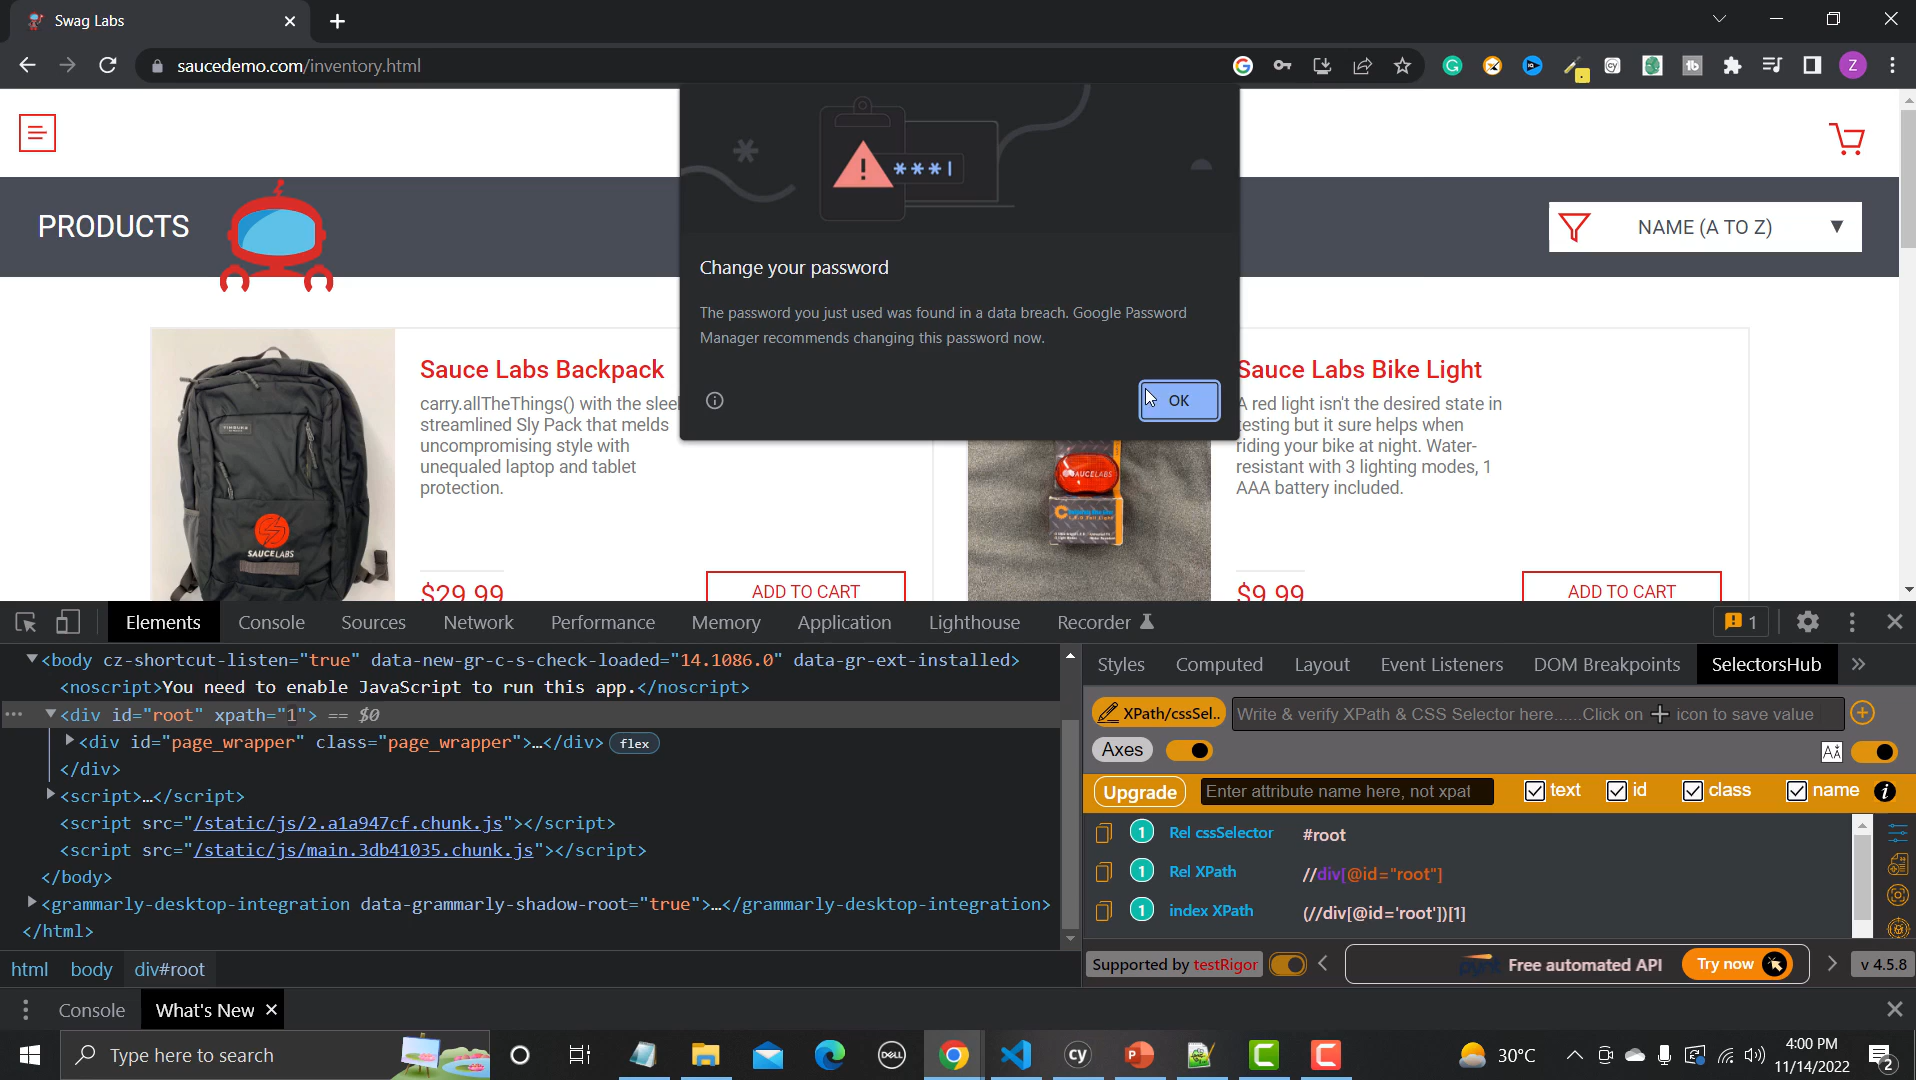 Swag Labs
saucedemo.com/inventory.html
Z
PRODUCTS
NAME (A TO Z)
***
Change your password
The password you just used was found in a data breach. Google Password
Manager recommends changing this password now.
OK
Sauce Labs Backpack
carry.allTheThings() with the slee
streamlined Sly Pack that melds
uncompromising style with
unequaled laptop and tablet
protection.
$29.99
ADD TO CART
SAUCELABS
Sauce Labs Bike Light
A red light isn't the desired state in
testing but it sure helps when
riding your bike at night. Water-
resistant with 3 lighting modes, 1
AAA battery included.
$9.99
ADD TO CART
SAUCELABS
Elements Console Sources Network Performance Memory Application Lighthouse Recorder 1
<body cz-shortcut-listen="true" data-new-gr-c-s-check-loaded="14.1086.0" data-gr-ext-installed>
<noscript>You need to enable JavaScript to run this app.</noscript>
<div id="root" xpath="1"> == $0
<div id="page_wrapper" class="page_wrapper">…</div> flex
</div>
<script>…</script>
<script src="/static/js/2.a1a947cf.chunk.js"></script>
<script src="/static/js/main.3db41035.chunk.js"></script>
</body>
<grammarly-desktop-integration data-grammarly-shadow-root="true">…</grammarly-desktop-integration>
</html>
html body div#root
Styles Computed Layout Event Listeners DOM Breakpoints SelectorsHub
XPath/cssSel.. Write & verify XPath & CSS Selector here......Click on + icon to save value
Axes
Upgrade Enter attribute name here, not xpat text id class name
1 Rel cssSelector #root
1 Rel XPath //div[@id="root"]
1 index XPath (//div[@id='root'])[1]
Supported by testRigor Free automated API Try now v 4.5.8
Console What's New
Type here to search
DELL
cy
30°C
4:00 PM
11/14/2022
2